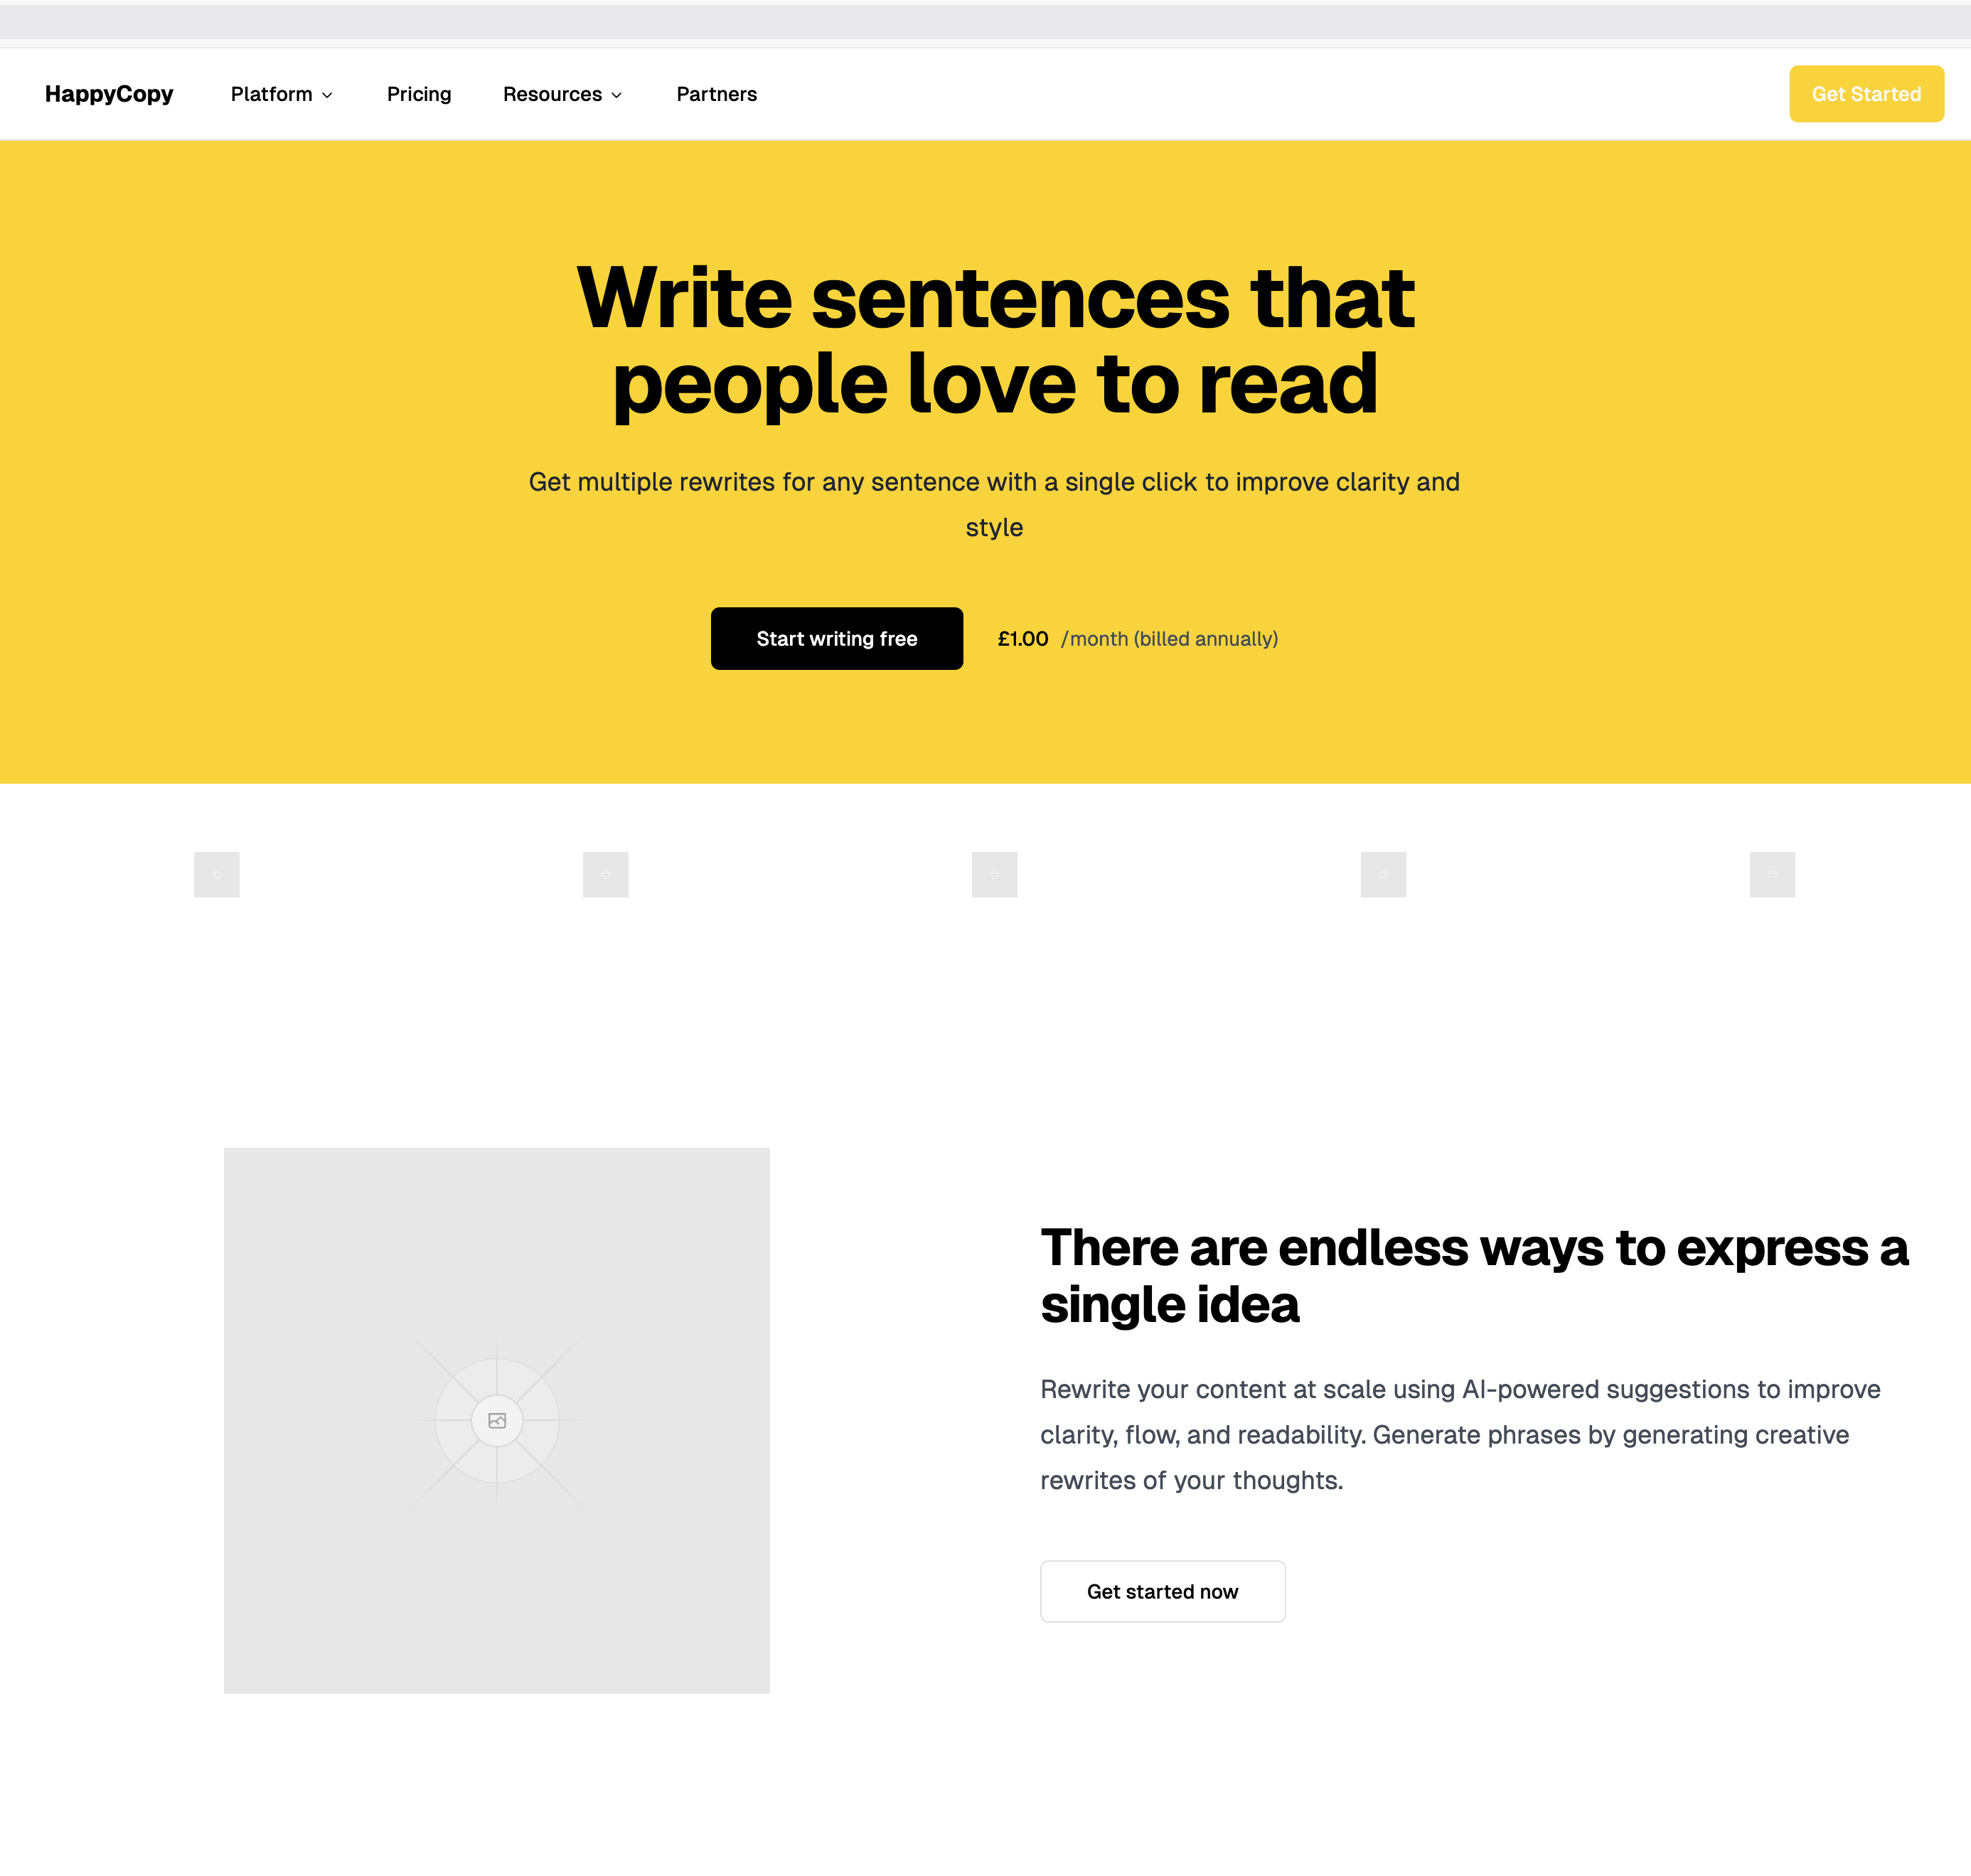 HappyCopy Platform Pricing Resources Partners Get Started
Write sentences that
people love to read
Get multiple rewrites for any sentence with a single click to improve clarity and
style
Start writing free £1.00 /month (billed annually)
There are endless ways to express a
single idea
Rewrite your content at scale using AI-powered suggestions to improve
clarity, flow, and readability. Generate phrases by generating creative
rewrites of your thoughts.
Get started now